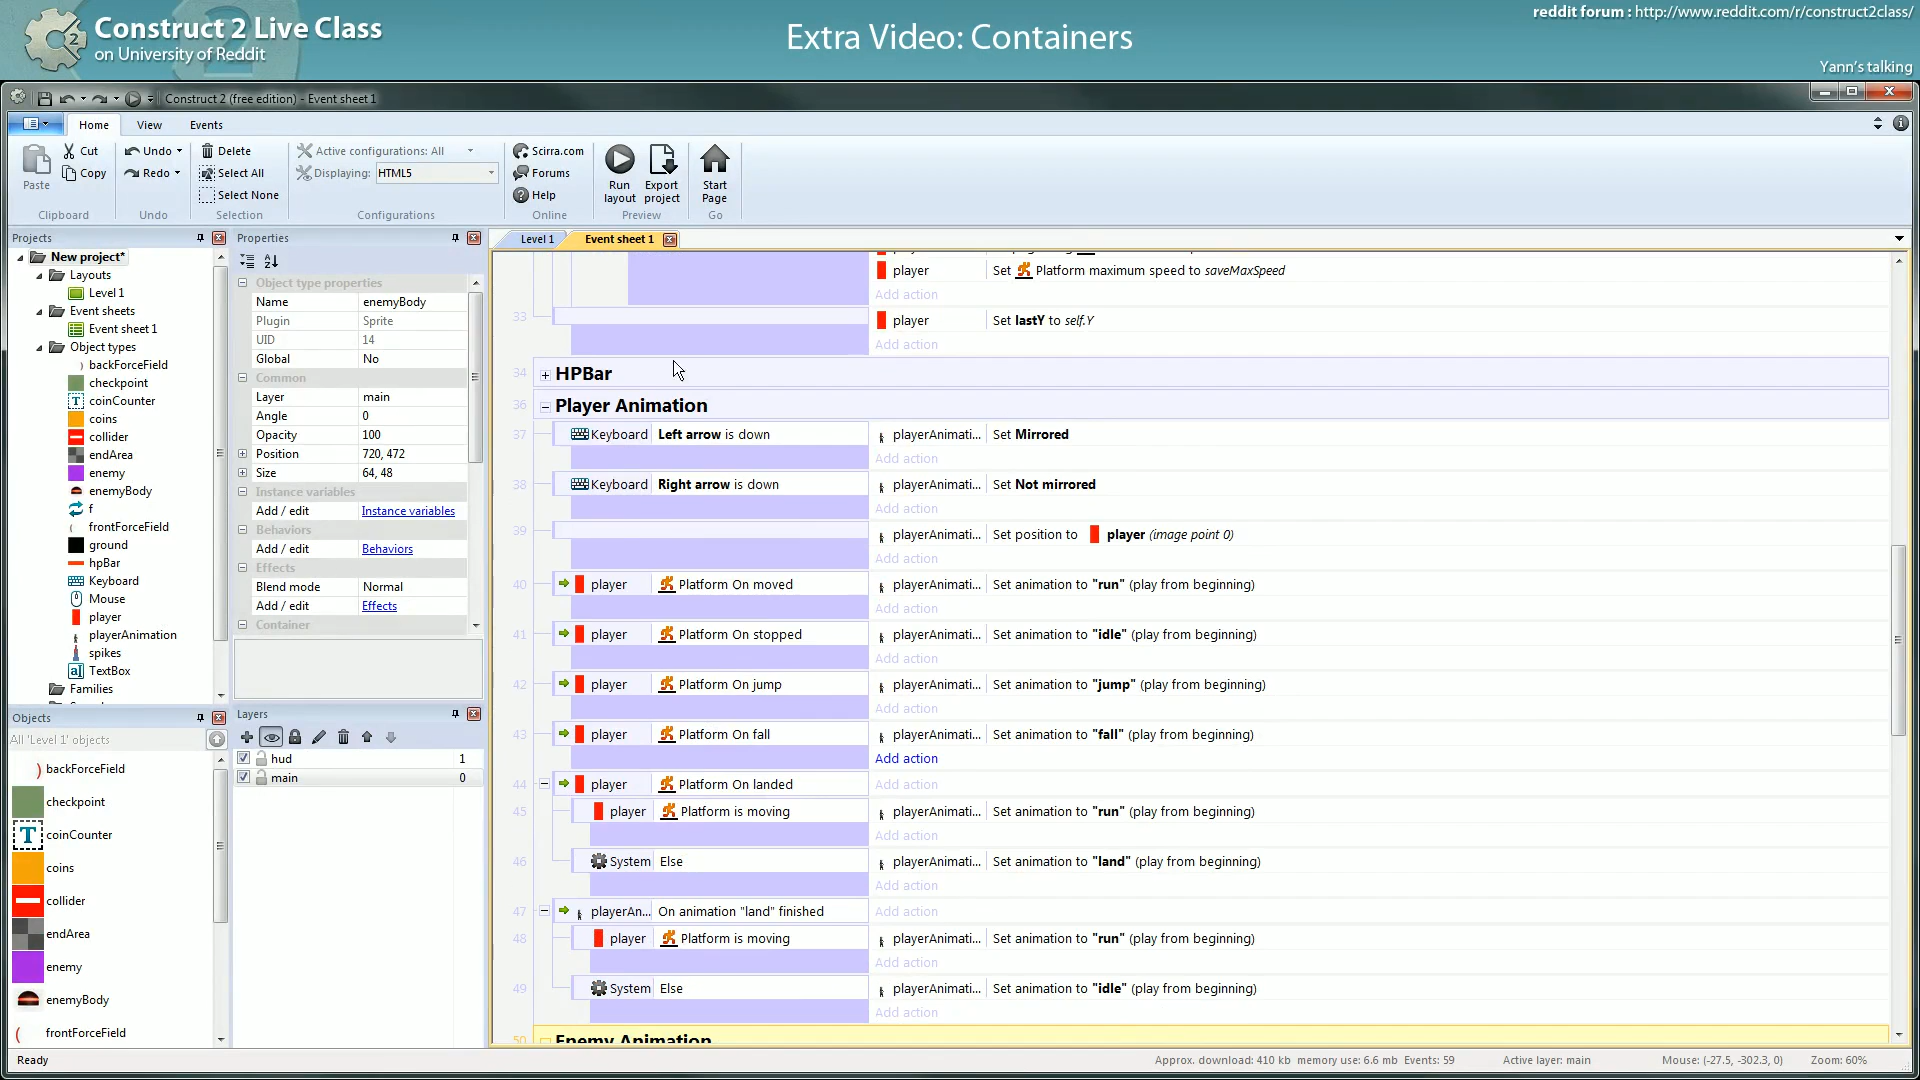 Construct 2 Live Class
on University of Reddit
Extra Video: Containers
reddit forum : http://www.reddit.com/r/construct2class/
Yann's talking
Construct 2 (free edition) - Event sheet 1
Home View Events
Paste
Cut
Copy
Clipboard
Undo
Redo
Undo
Delete
Select All
Select None
Selection
Active configurations: All
Displaying: HTML5
Configurations
Scirra.com
Forums
Help
Online
Run layout
Export project
Preview
Start Page
Go
Projects
New project*
Layouts
Level 1
Event sheets
Event sheet 1
Object types
backForceField
checkpoint
coinCounter
coins
collider
endArea
enemy
enemyBody
f
frontForceField
ground
hpBar
Keyboard
Mouse
player
playerAnimation
spikes
TextBox
Families
Properties
Object type properties
Name enemyBody
Plugin Sprite
UID 14
Global No
Common
Layer main
Angle 0
Opacity 100
Position 720, 472
Size 64, 48
Instance variables
Add / edit Instance variables
Behaviors
Add / edit Behaviors
Effects
Blend mode Normal
Add / edit Effects
Container
Objects
All 'Level 1' objects
backForceField
checkpoint
coinCounter
coins
collider
endArea
enemy
enemyBody
frontForceField
Layers
hud 1
main 0
Level 1 Event sheet 1
player Set Platform maximum speed to saveMaxSpeed
Add action
33 player Set lastY to self.Y
Add action
34 HPBar
36 Player Animation
37 Keyboard Left arrow is down playerAnimati... Set Mirrored
Add action
38 Keyboard Right arrow is down playerAnimati... Set Not mirrored
Add action
39 playerAnimati... Set position to player (image point 0)
Add action
40 player Platform On moved playerAnimati... Set animation to "run" (play from beginning)
Add action
41 player Platform On stopped playerAnimati... Set animation to "idle" (play from beginning)
Add action
42 player Platform On jump playerAnimati... Set animation to "jump" (play from beginning)
Add action
43 player Platform On fall playerAnimati... Set animation to "fall" (play from beginning)
Add action
44 player Platform On landed Add action
45 player Platform is moving playerAnimati... Set animation to "run" (play from beginning)
Add action
46 System Else playerAnimati... Set animation to "land" (play from beginning)
Add action
47 playerAn... On animation "land" finished Add action
48 player Platform is moving playerAnimati... Set animation to "run" (play from beginning)
Add action
49 System Else playerAnimati... Set animation to "idle" (play from beginning)
Add action
50 Enemy Animation
Ready
Approx. download: 410 kb memory use: 6.6 mb Events: 59 Active layer: main Mouse: (-27.5, -302.3, 0) Zoom: 60%